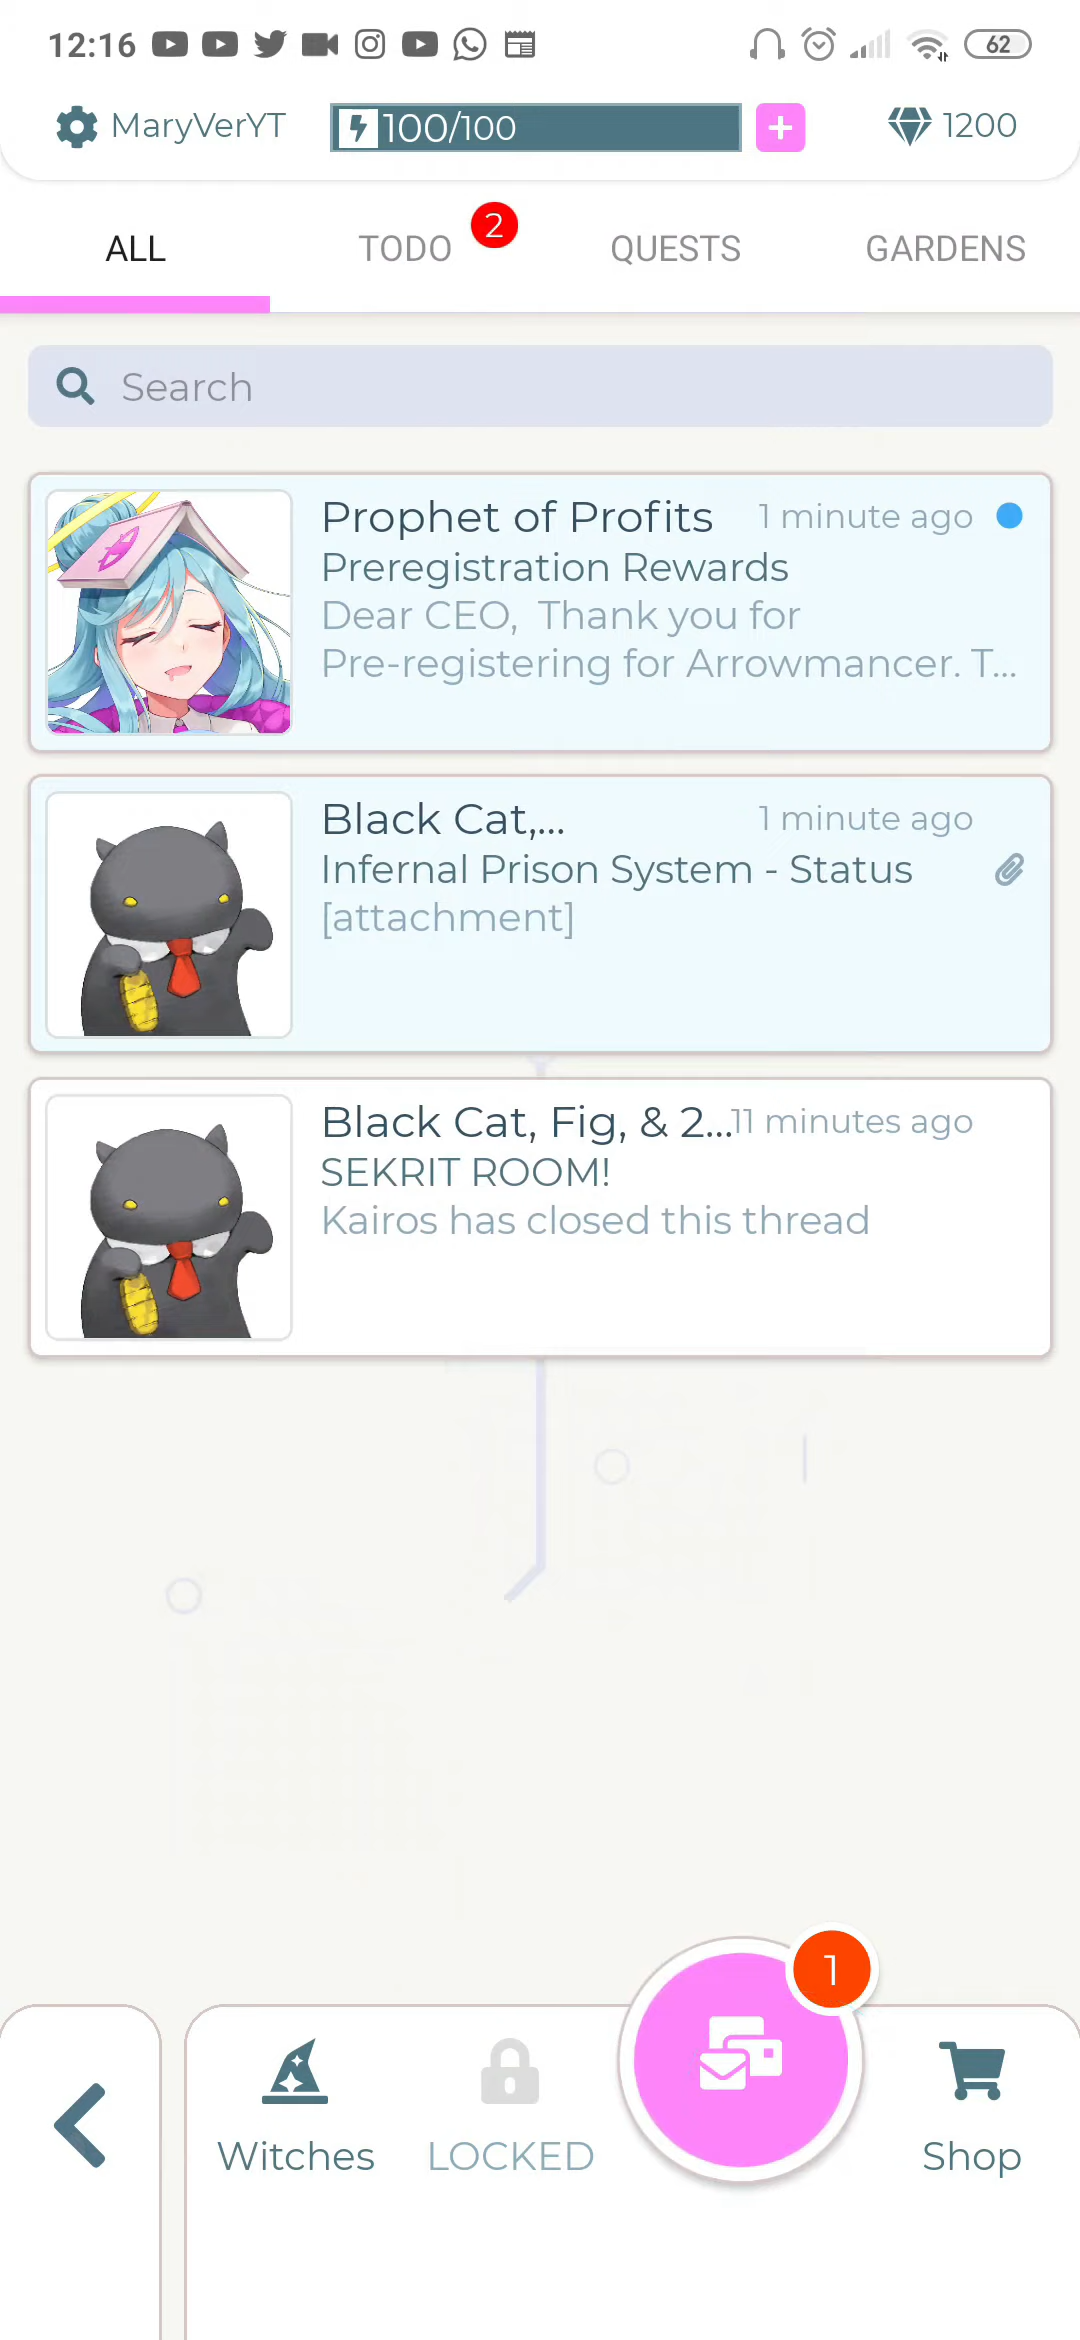 12:16
62
MaryVerYT
100/100
1200
ALL
TODO
2
QUESTS
GARDENS
Search
Prophet of Profits
1 minute ago
Preregistration Rewards
Dear CEO, Thank you for
Pre-registering for Arrowmancer. T...
Black Cat,...
1 minute ago
Infernal Prison System - Status
[attachment]
Black Cat, Fig, & 2...
11 minutes ago
SEKRIT ROOM!
Kairos has closed this thread
1
Witches
LOCKED
Shop